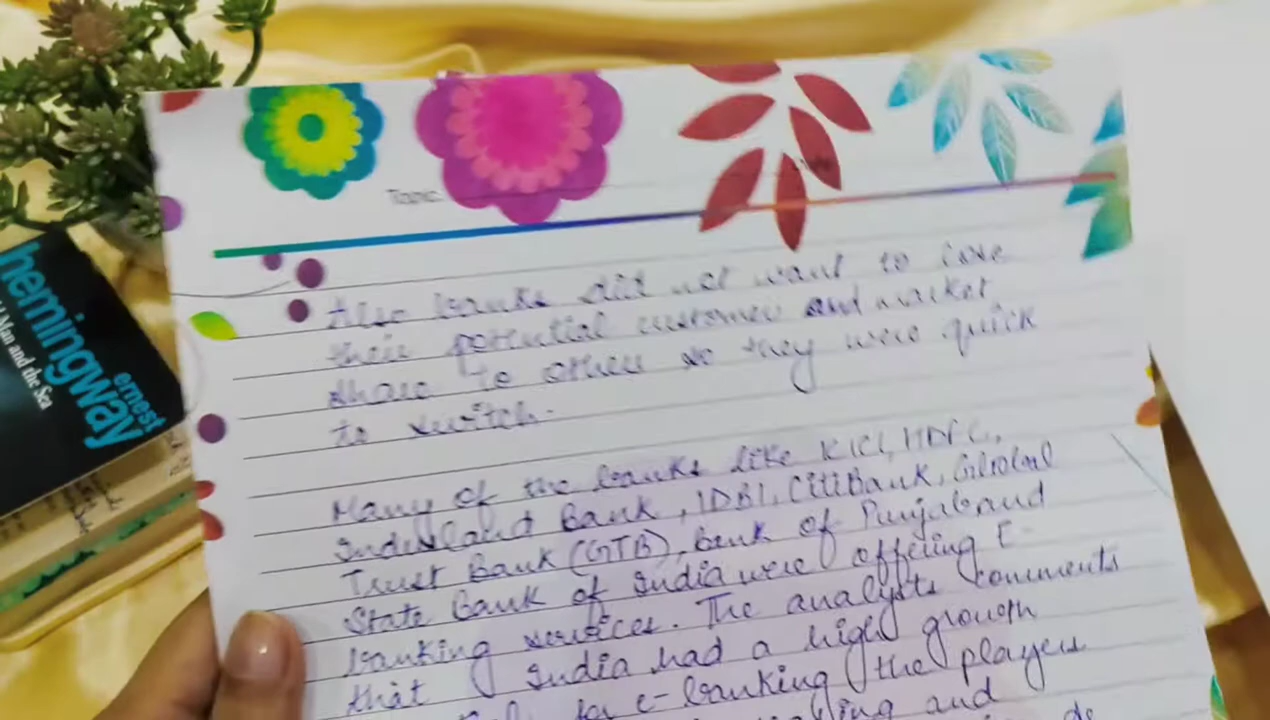 hemingway
ernest
Man and the Sea
Topic
Also banks did not want to lose
their potential customer and market
share to others so they were quick
to switch.
Many of the banks like ICICI, HDFC,
IndusInd Bank, IDBI, CitiBank, Global
Trust Bank (GTB), Bank of Punjab and
State Bank of India were offering E-
banking services. The analysts comments
that India had a high growth
for e-banking the players
and